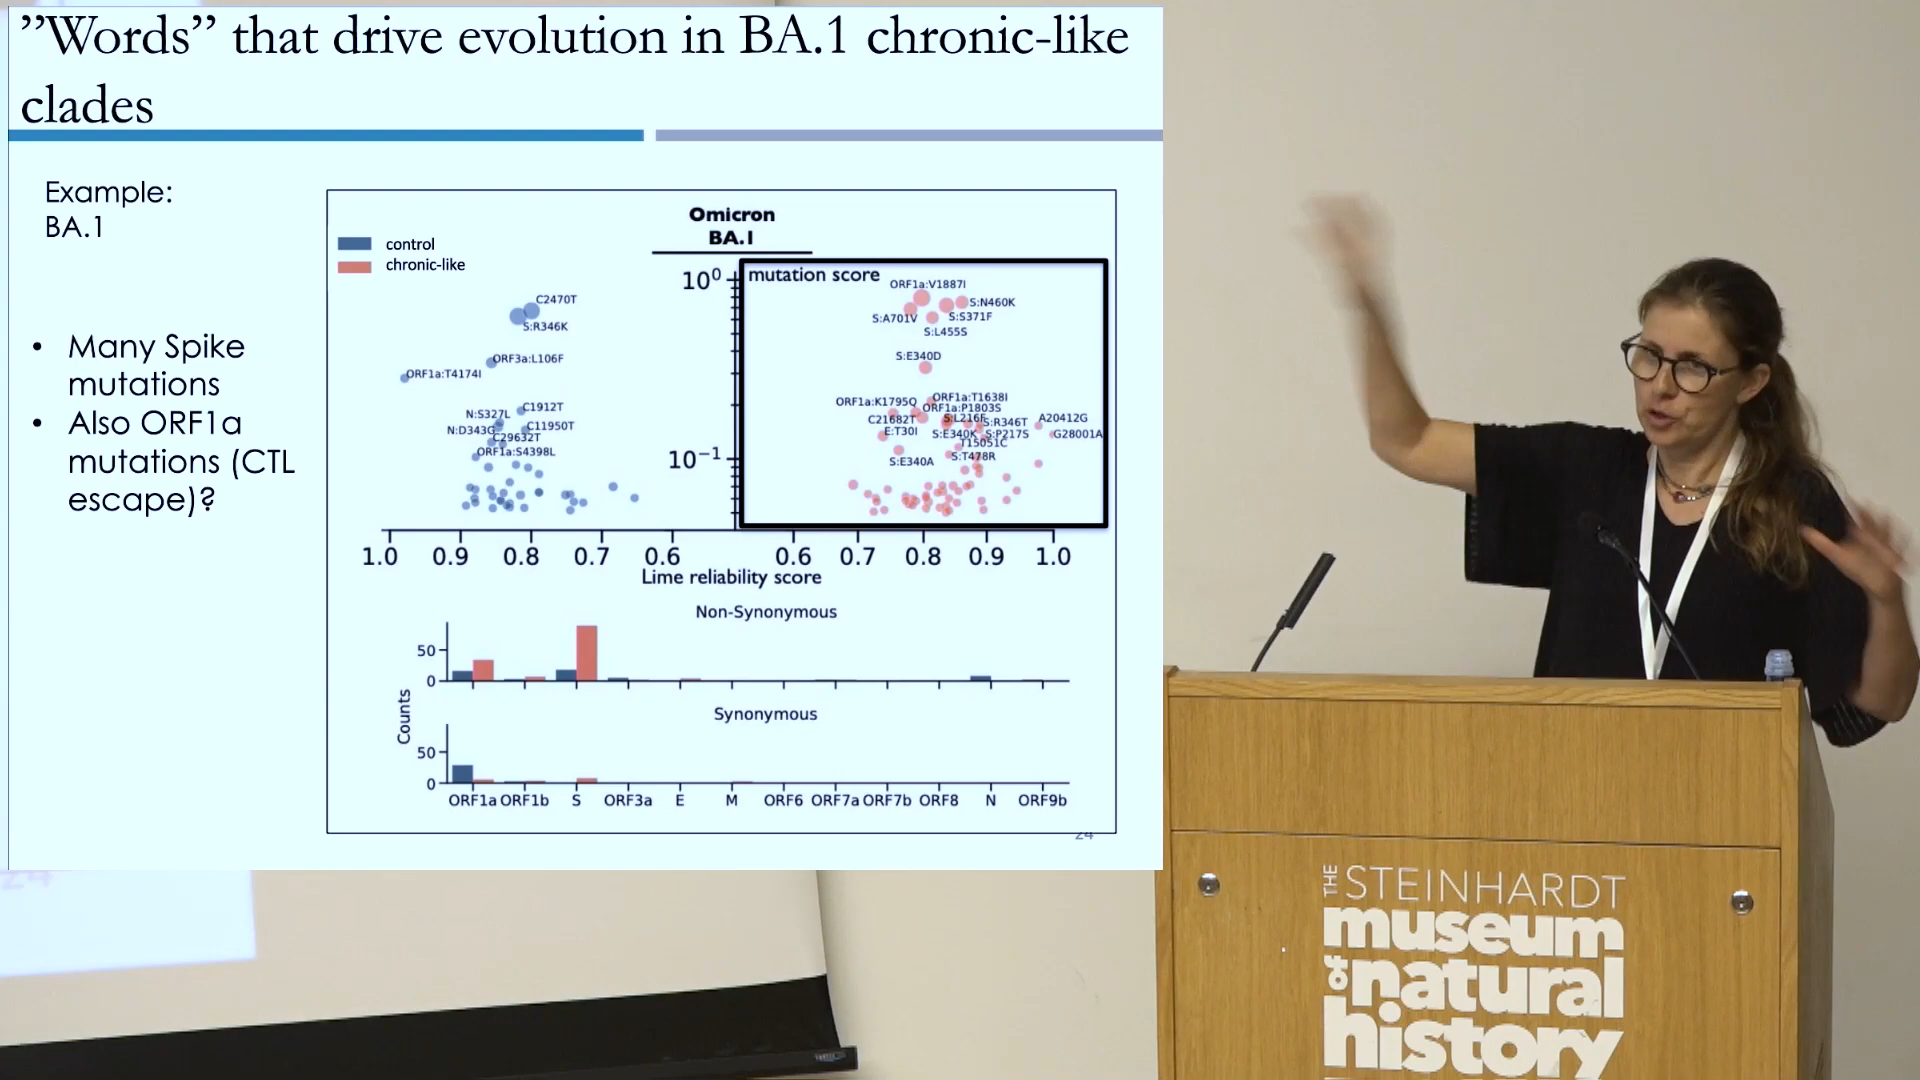 ”Words” that drive evolution in BA.1 chronic-like
clades
Example:
BA.1
• Many Spike
mutations
• Also ORF1a
mutations (CTL
escape)?
Omicron
BA.1
control
chronic-like
10⁰
10⁻¹
mutation score
C2470T
S:R346K
ORF3a:L106F
ORF1a:T4174I
C1912T
N:S327L
C11950T
N:D343G
C29632T
ORF1a:S4398L
ORF1a:V1887I
S:N460K
S:A701V
S:S371F
S:L455S
S:E340D
ORF1a:T1638I
ORF1a:K1795Q
ORF1a:P1803S
S:L216F
A20412G
C21682T
S:R346T
E:T30I
S:E340K
S:P217S
G28001A
T15051C
S:E340A
S:T478R
1.0 0.9 0.8 0.7 0.6 0.6 0.7 0.8 0.9 1.0
Lime reliability score
Non-Synonymous
50
0
Counts
Synonymous
50
0
ORF1a ORF1b S ORF3a E M ORF6 ORF7a ORF7b ORF8 N ORF9b
24
24
THE STEINHARDT
museum
of natural
history